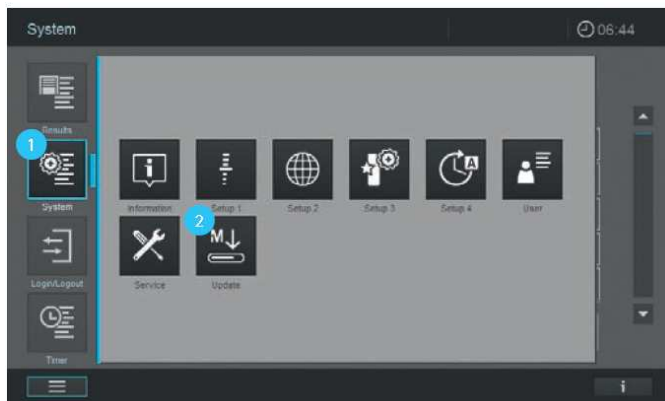 System
06:44
Results
1
System
Login/Logout
Timer
Information
Setup 1
Setup 2
Setup 3
A
Setup 4
User
Service
2
M
Update
i